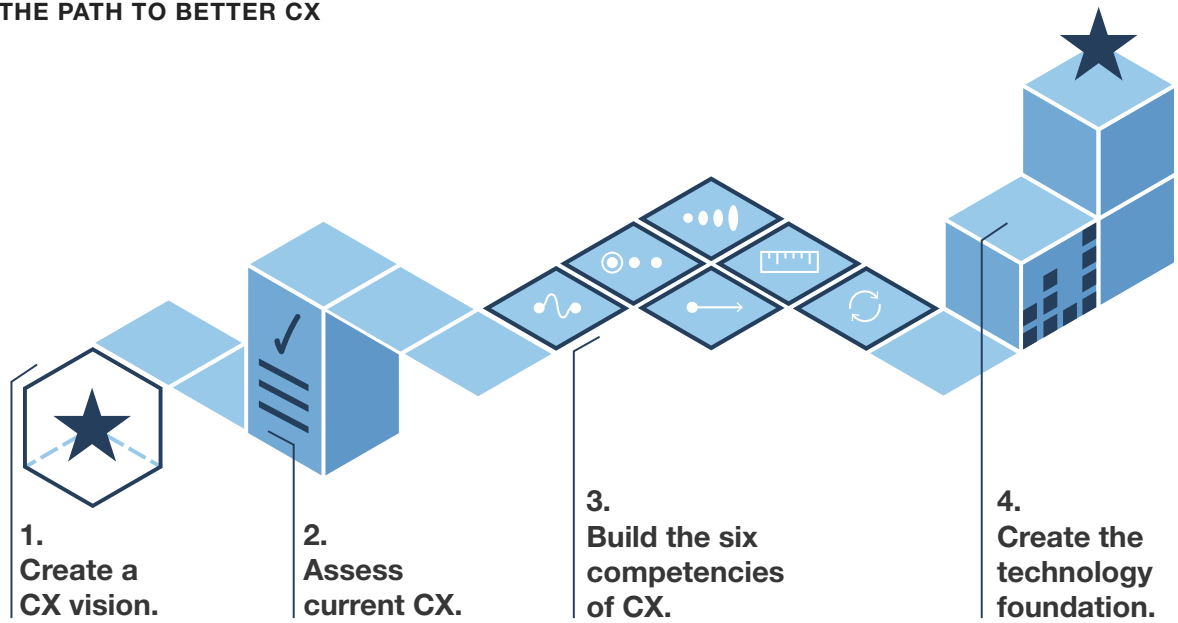 THE PATH TO BETTER CX
1.
Create a
CX vision.
2.
Assess
current CX.
3.
Build the six
competencies
of CX.
4.
Create the
technology
foundation.